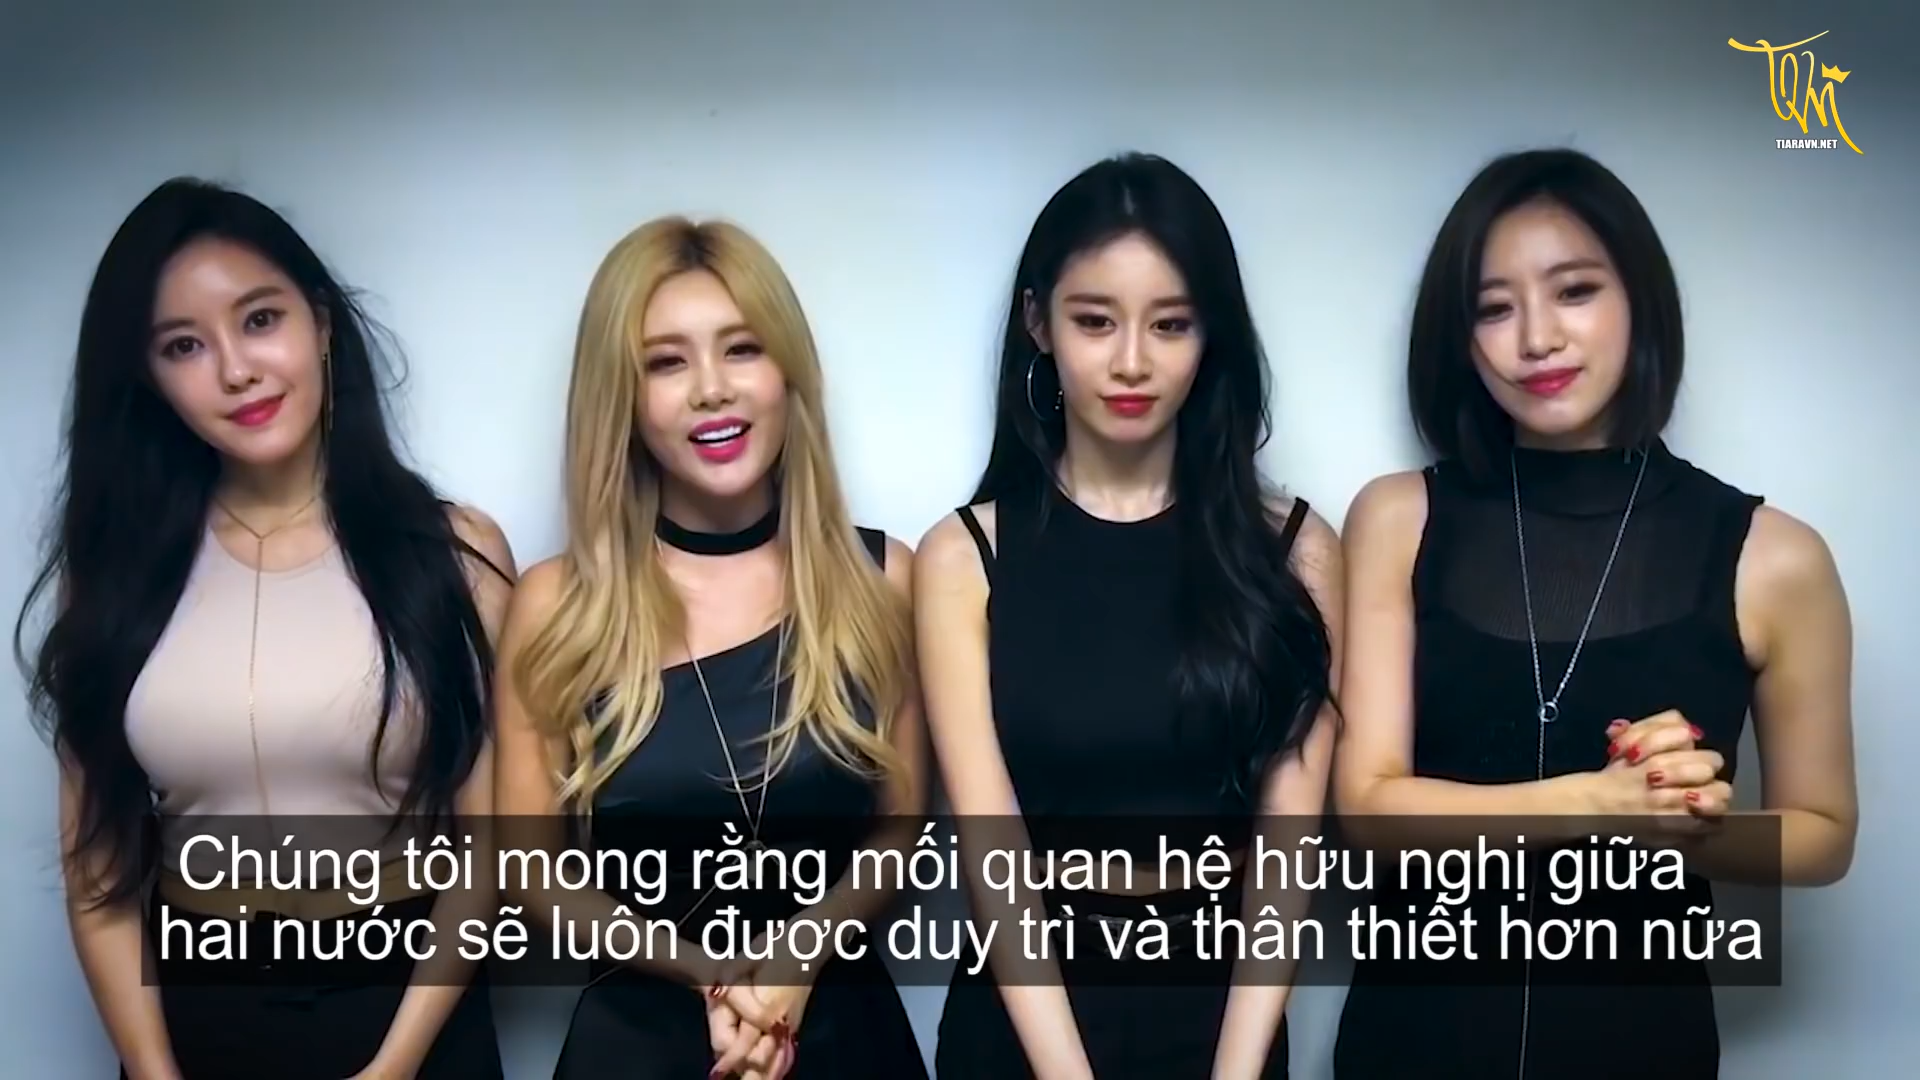 TIARAVN.NET
Chúng tôi mong rằng mối quan hệ hữu nghị giữa
hai nước sẽ luôn được duy trì và thân thiết hơn nữa